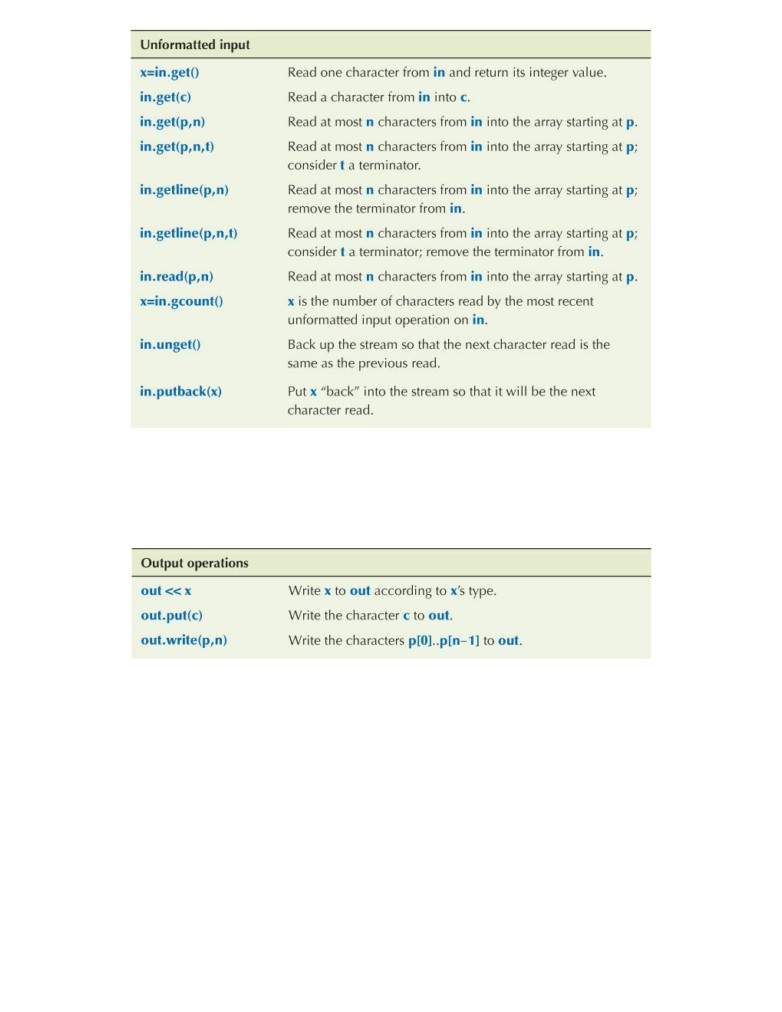 Unformatted input
x=in.get() Read one character from in and return its integer value.
in.get(c) Read a character from in into c.
in.get(p,n) Read at most n characters from in into the array starting at p.
in.get(p,n,t) Read at most n characters from in into the array starting at p;
consider t a terminator.
in.getline(p,n) Read at most n characters from in into the array starting at p;
remove the terminator from in.
in.getline(p,n,t) Read at most n characters from in into the array starting at p;
consider t a terminator; remove the terminator from in.
in.read(p,n) Read at most n characters from in into the array starting at p.
x=in.gcount() x is the number of characters read by the most recent
unformatted input operation on in.
in.unget() Back up the stream so that the next character read is the
same as the previous read.
in.putback(x) Put x “back” into the stream so that it will be the next
character read.
Output operations
out << x Write x to out according to x’s type.
out.put(c) Write the character c to out.
out.write(p,n) Write the characters p[0]..p[n–1] to out.